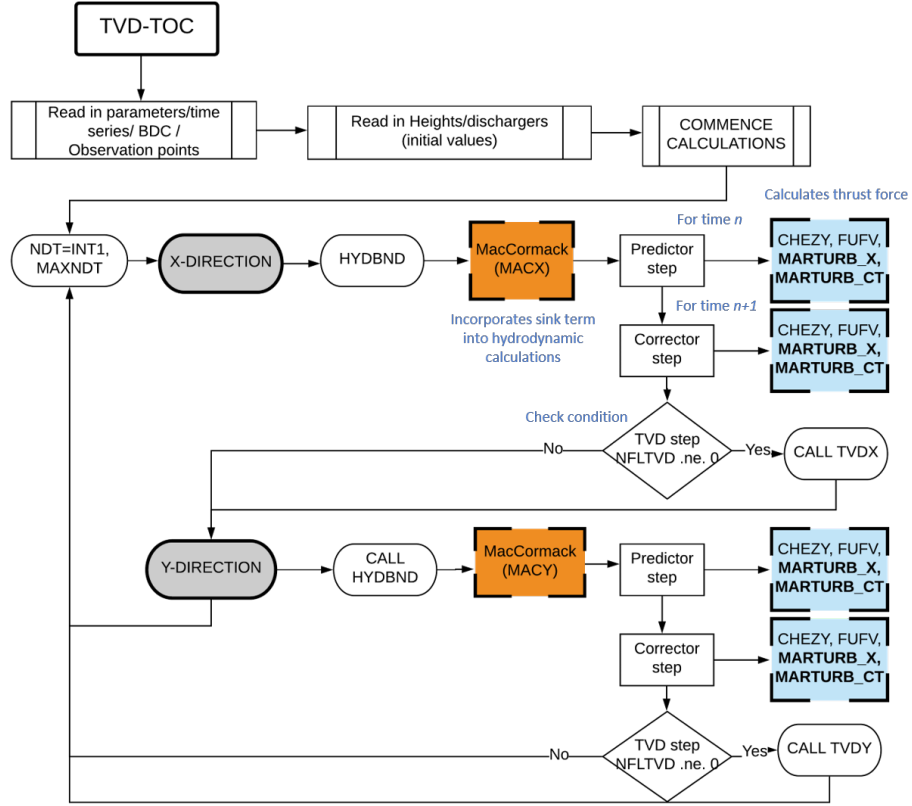 TVD-TOC
Read in parameters/time
series/ BDC /
Observation points
Read in Heights/dischargers
(initial values)
COMMENCE
CALCULATIONS
Calculates thrust force
For time n
NDT=INT1,
MAXNDT
X-DIRECTION
HYDBND
MacCormack
(MACX)
Predictor
step
CHEZY, FUFV,
MARTURB_X,
MARTURB_CT
Incorporates sink term
into hydrodynamic
calculations
For time n+1
Corrector
step
CHEZY, FUFV,
MARTURB_X,
MARTURB_CT
Check condition
TVD step
NFLTVD .ne. 0
No
Yes
CALL TVDX
Y-DIRECTION
CALL
HYDBND
MacCormack
(MACY)
Predictor
step
CHEZY, FUFV,
MARTURB_X,
MARTURB_CT
Corrector
step
CHEZY, FUFV,
MARTURB_X,
MARTURB_CT
TVD step
NFLTVD .ne. 0
No
Yes
CALL TVDY